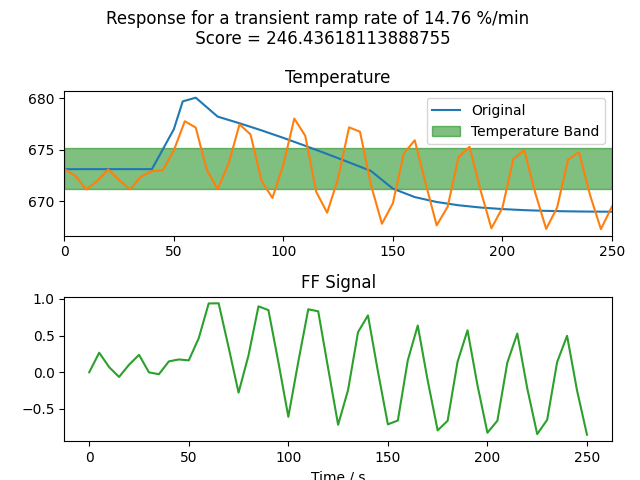 Response for a transient ramp rate of 14.76 %/min
Score = 246.43618113888755
Temperature
680
675
670
Original
Temperature Band
0 50 100 150 200 250
FF Signal
1.0
0.5
0.0
−0.5
0 50 100 150 200 250
Time / s